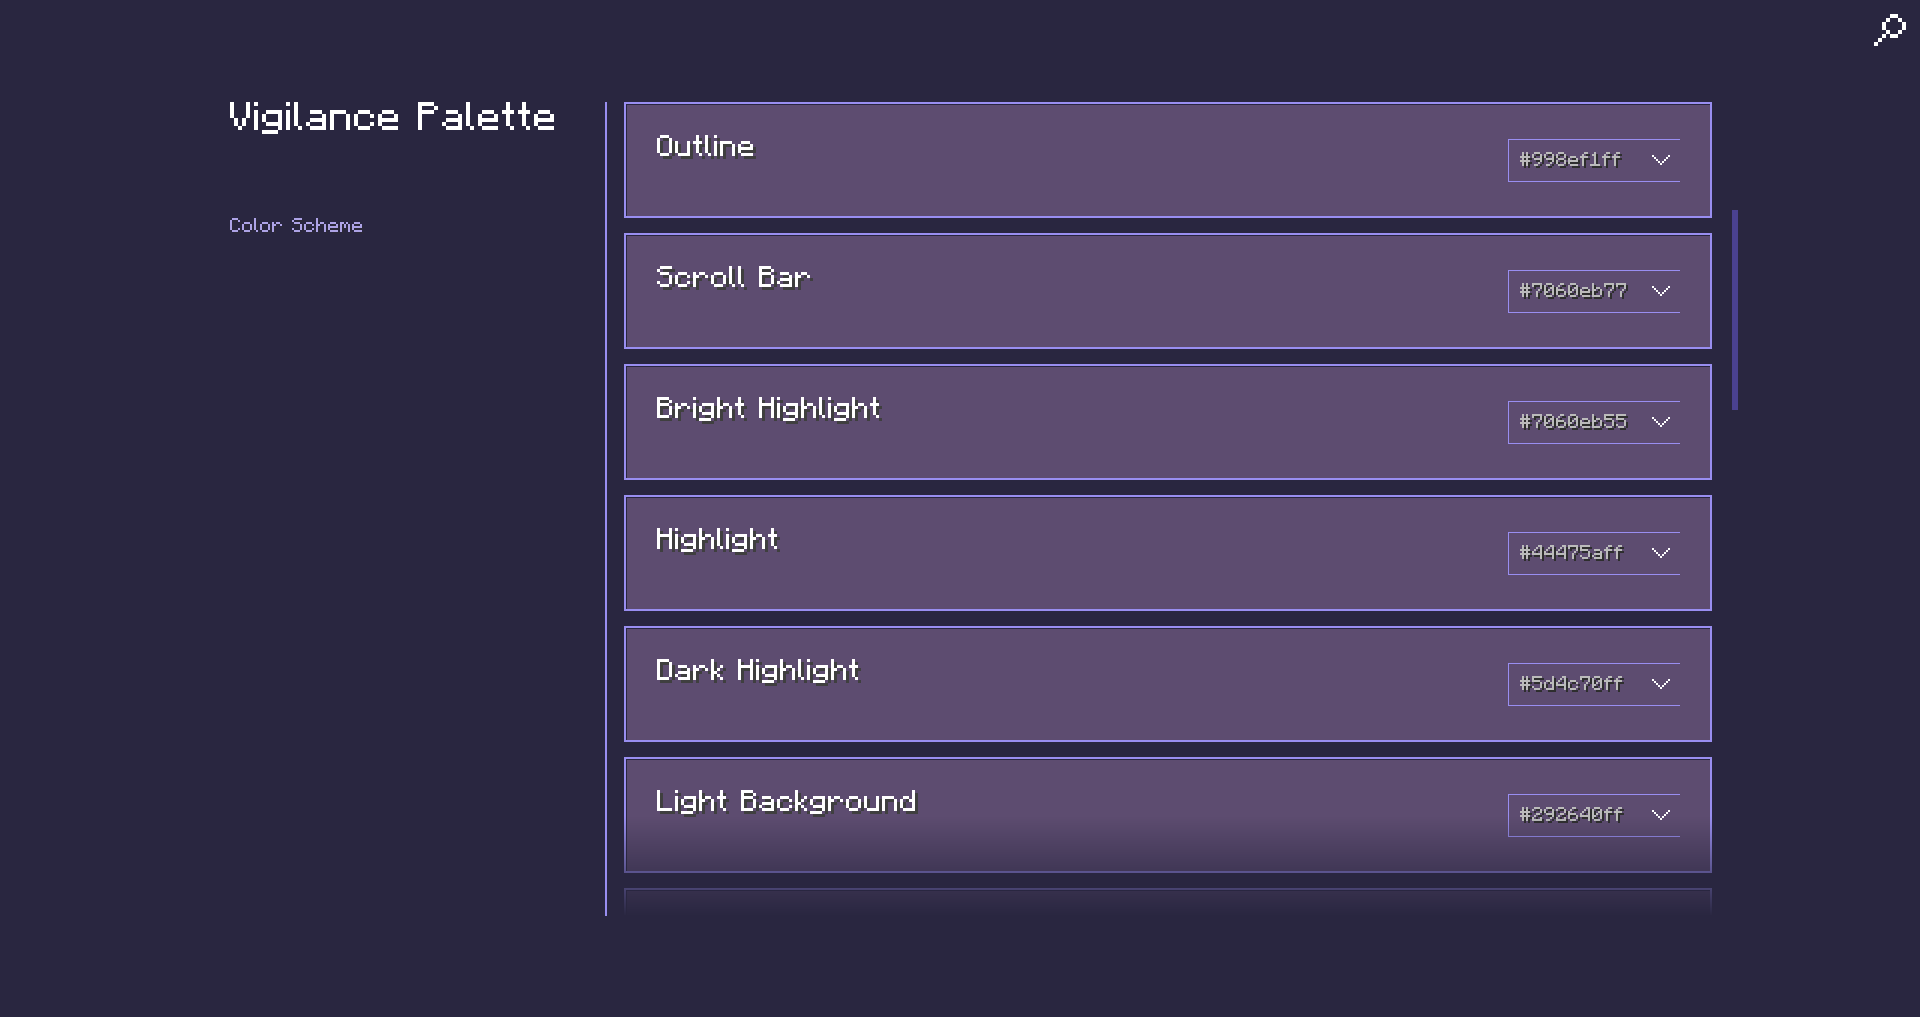 Vigilance Palette
Color Scheme
Outline
#998ef1ff
Scroll Bar
#7060eb77
Bright Highlight
#7060eb55
Highlight
#44475aff
Dark Highlight
#5d4c70ff
Light Background
#292640ff